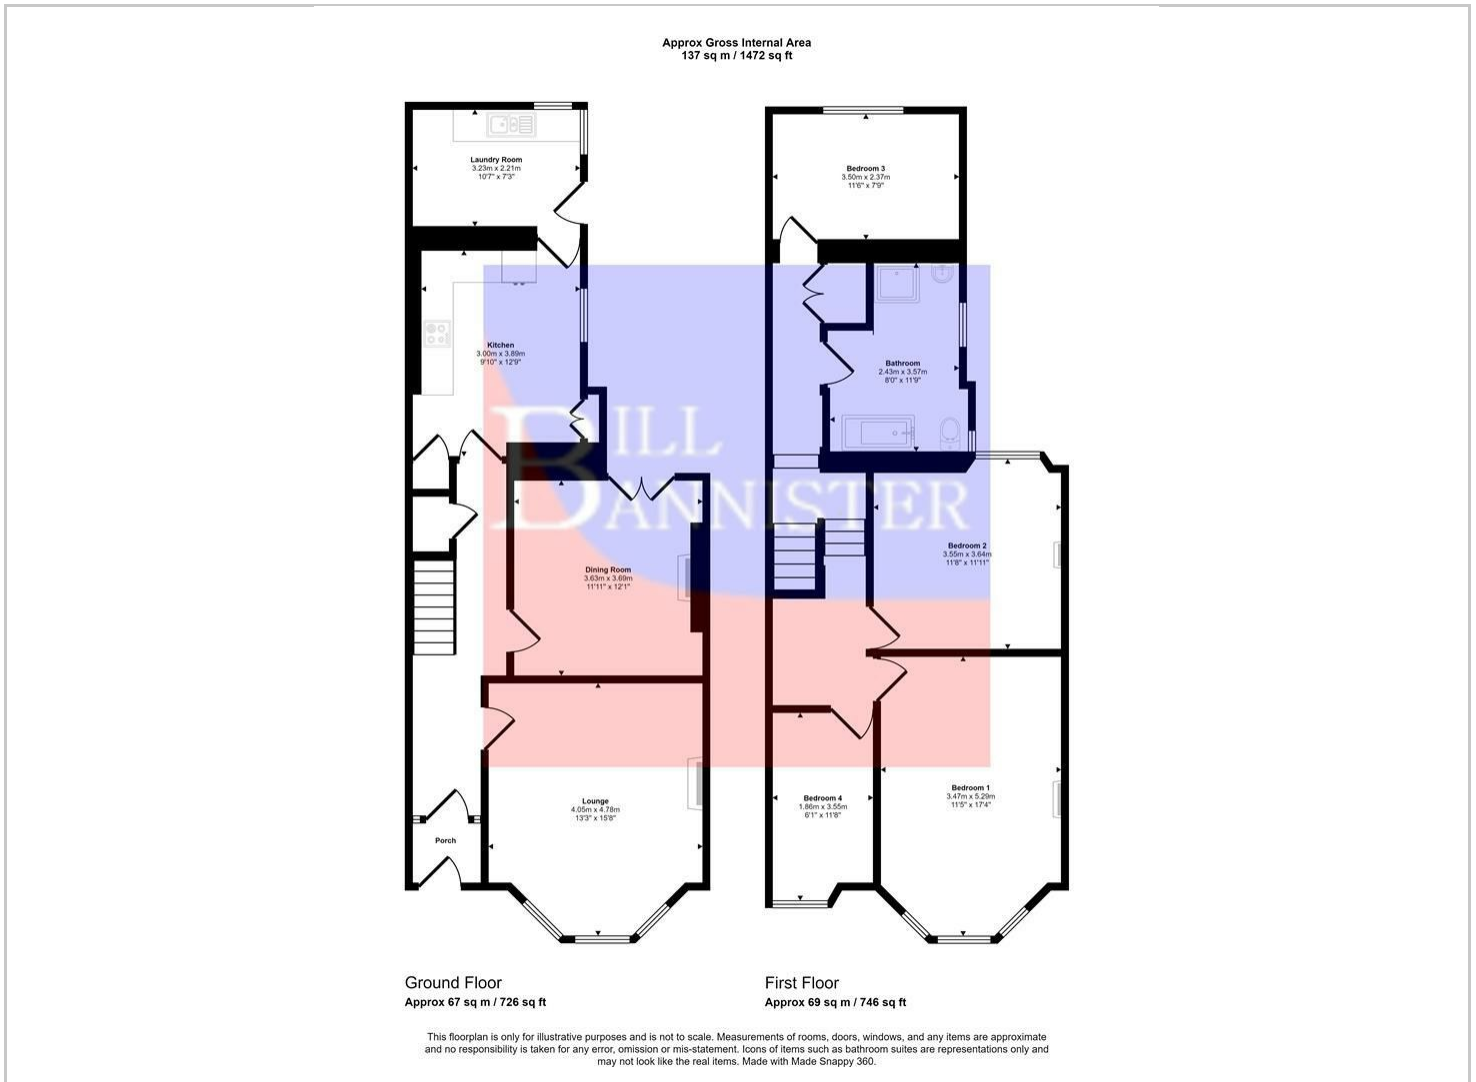 Approx Gross Internal Area
137 sq m / 1472 sq ft
Laundry Room
3.23m x 2.21m
10'7" x 7'3"
Kitchen
3.00m x 3.89m
9'10" x 12'9"
Dining Room
3.63m x 3.69m
11'11" x 12'1"
Lounge
4.05m x 4.78m
13'3" x 15'8"
Porch
Bedroom 3
3.50m x 2.37m
11'6" x 7'9"
Bathroom
2.43m x 3.57m
8'0" x 11'9"
Bedroom 2
3.55m x 3.64m
11'8" x 11'11"
Bedroom 1
3.47m x 5.29m
11'5" x 17'4"
Bedroom 4
1.86m x 3.55m
6'1" x 11'8"
BILL
BANNISTER
Ground Floor
Approx 67 sq m / 726 sq ft
First Floor
Approx 69 sq m / 746 sq ft
This floorplan is only for illustrative purposes and is not to scale. Measurements of rooms, doors, windows, and any items are approximate
and no responsibility is taken for any error, omission or mis-statement. Icons of items such as bathroom suites are representations only and
may not look like the real items. Made with Made Snappy 360.